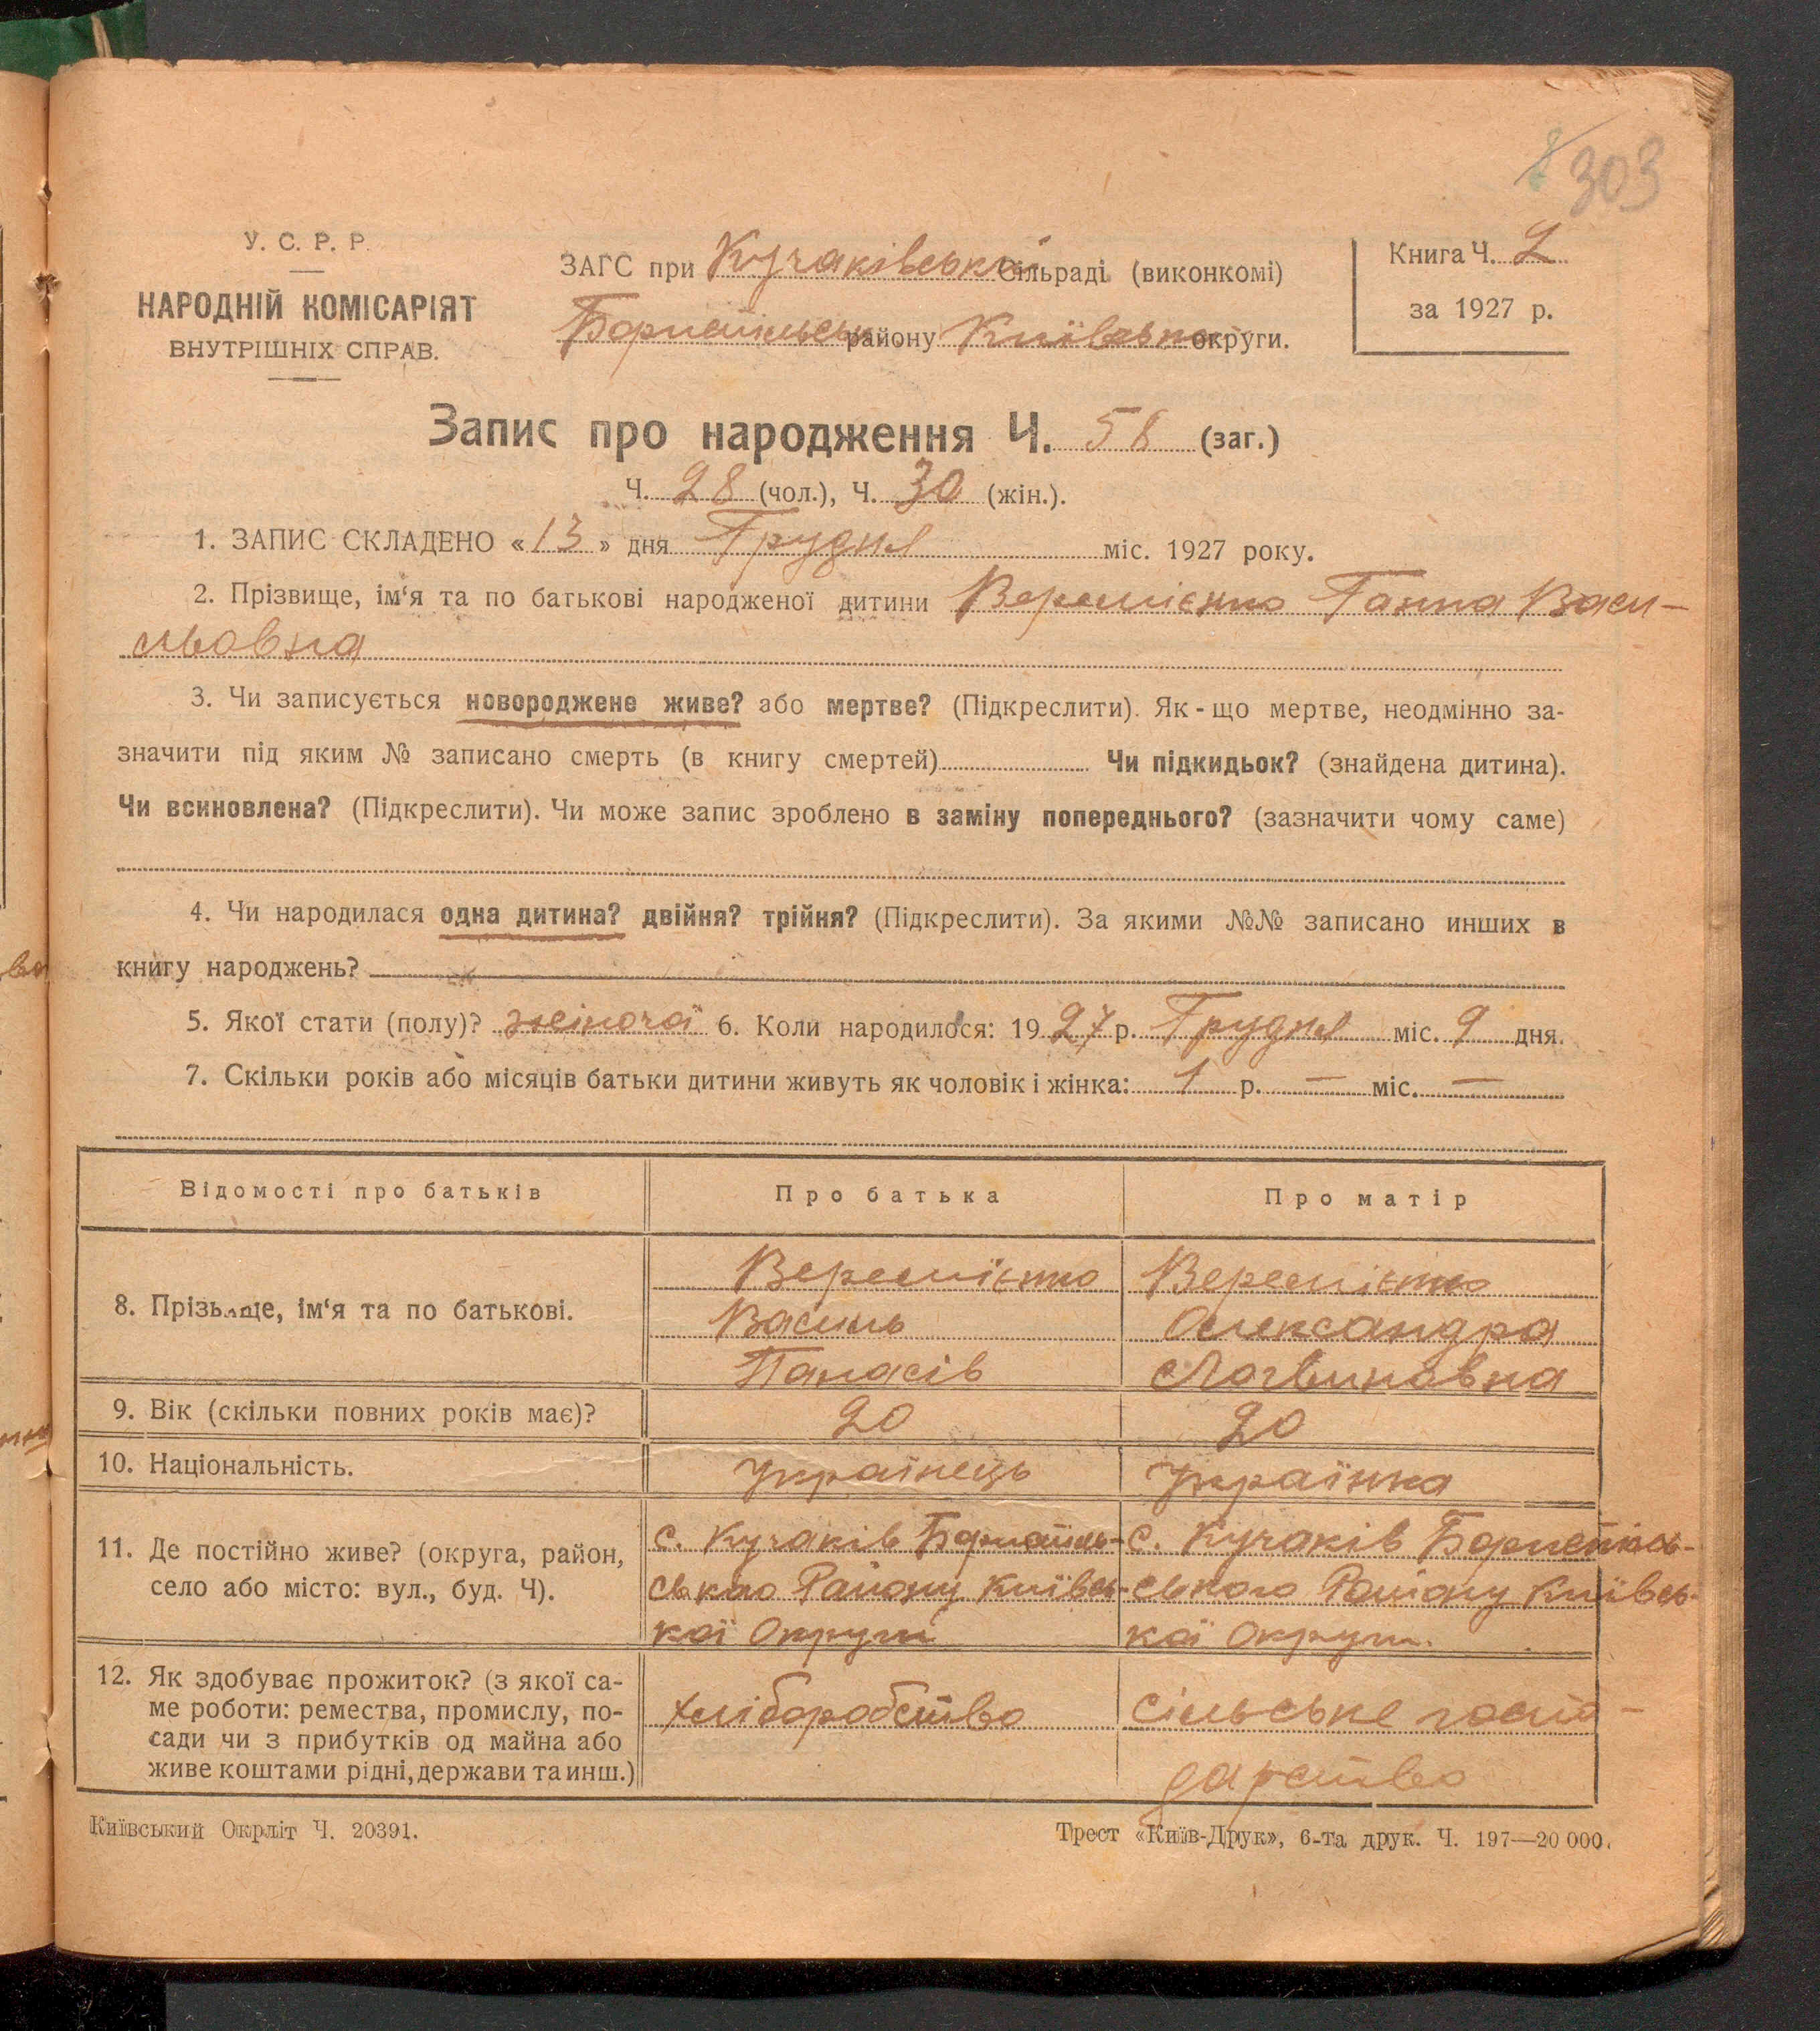 303
У. С. Р. Р.
НАРОДНІЙ КОМІСАРІЯТ
ВНУТРІШНІХ СПРАВ.
ЗАГС при Кучаківській Сільраді (виконкомі)
Бориспільськ району Київсько округи.
Книга Ч. 2
за 1927 р.
Запис про народження Ч. 58 (заг.)
Ч. 28 (чол.), Ч. 30 (жін.).
1. ЗАПИС СКЛАДЕНО «13» дня Грудня міс. 1927 року.
2. Прізвище, ім‘я та по батькові народженої дитини Веремієнко Ганна Васи-
льовна
3. Чи записується новороджене живе? або мертве? (Підкреслити). Як-що мертве, неодмінно за-
значити під яким № записано смерть (в книгу смертей) Чи підкидьок? (знайдена дитина).
Чи всиновлена? (Підкреслити). Чи може запис зроблено в заміну попереднього? (зазначити чому саме)
4. Чи народилася одна дитина? двійня? трійня? (Підкреслити). За якими №№ записано инших в
книгу народжень?
5. Якої стати (полу)? жіночої 6. Коли народилося: 1927 р. Грудня міс. 9 дня.
7. Скільки років або місяців батьки дитини живуть як чоловік і жінка: 1 р. — міс. —
Відомості про батьків Про батька Про матір
8. Прізвище, ім‘я та по батькові.
Веремієнко Веремієнко
Василь Олександра
Панасів Логвиновна
9. Вік (скільки повних років має)? 20 20
10. Національність. Українець Українка
11. Де постійно живе? (округа, район,
село або місто: вул., буд. Ч).
с. Кучаків Бориспіль-
ського Району Київсь-
кої Округи
с. Кучаків Бориспіль-
ського Району Київсь-
кої Округи.
12. Як здобуває прожиток? (з якої са-
ме роботи: ремества, промислу, по-
сади чи з прибутків од майна або
живе коштами рідні, держави та инш.)
хліборобство
сільське госпо-
дарство
Київський Окрліт Ч. 20391.
Трест «Київ-Друк», 6-та друк. Ч. 197—20 000.